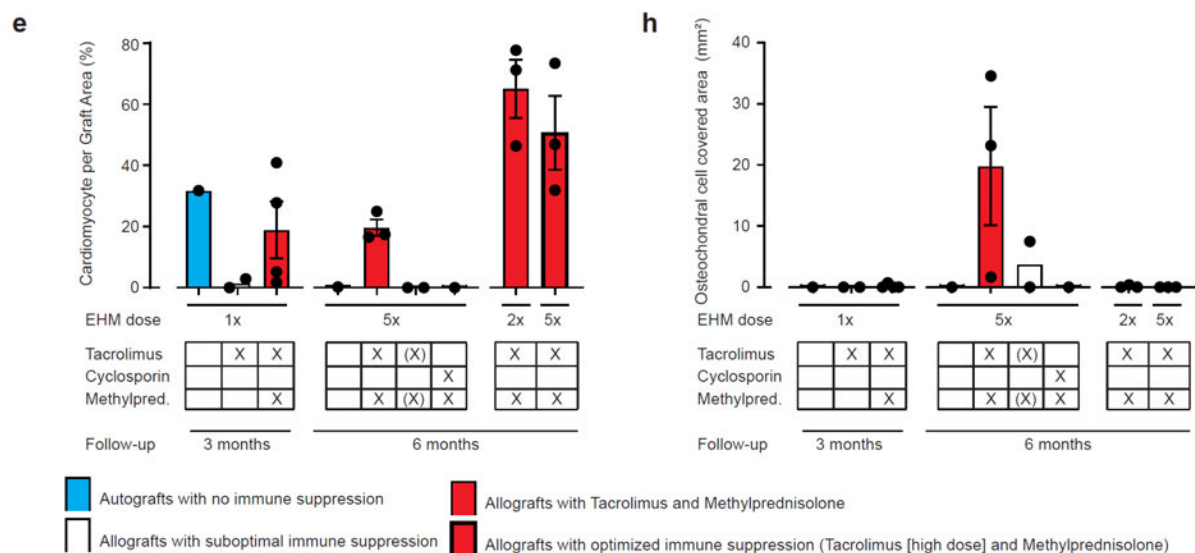 e
Cardiomyocyte per Graft Area (%)
80
60
40
20
0
EHM dose 1x 5x 2x 5x
Tacrolimus X X X (X) X X
Cyclosporin X
Methylpred. X X (X) X X X
Follow-up 3 months 6 months
h
Osteochondral cell covered area (mm²)
40
30
20
10
0
EHM dose 1x 5x 2x 5x
Tacrolimus X X X (X) X X
Cyclosporin X
Methylpred. X X (X) X X X
Follow-up 3 months 6 months
Autografts with no immune suppression
Allografts with suboptimal immune suppression
Allografts with Tacrolimus and Methylprednisolone
Allografts with optimized immune suppression (Tacrolimus [high dose] and Methylprednisolone)